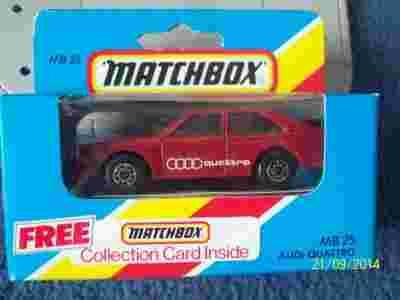 MB 25
MATCHBOX
quattro
FREE
MATCHBOX
Collection Card Inside
MB 25
AUDI QUATTRO
21/09/2014